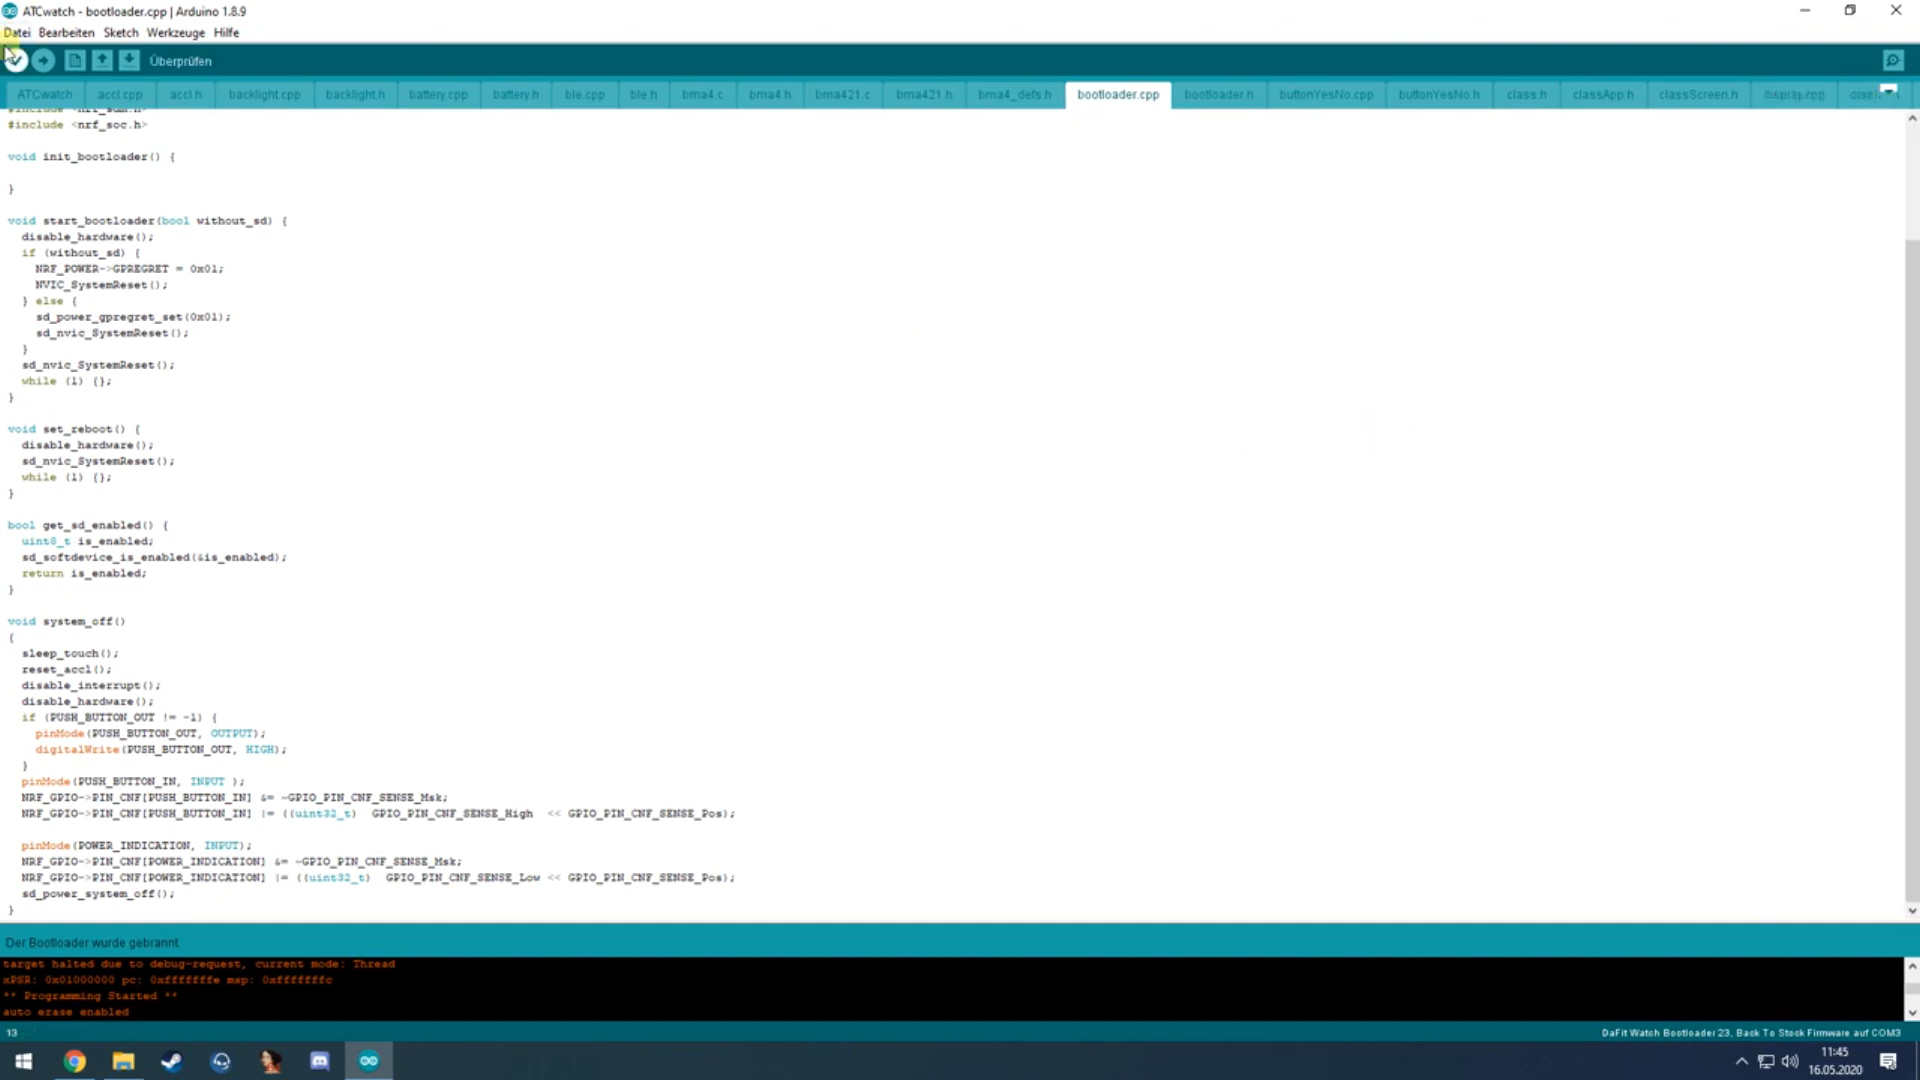 ATCwatch - bootloader.cpp | Arduino 1.8.9
Datei Bearbeiten Sketch Werkzeuge Hilfe
Überprüfen
ATCwatch accl.cpp accl.h backlight.cpp backlight.h battery.cpp battery.h ble.cpp ble.h bma4.c bma4.h bma421.c bma421.h bma4_defs.h bootloader.cpp bootloader.h buttonYesNo.cpp buttonYesNo.h class.h classApp.h classScreen.h display.cpp
#include <nrf_sdm.h>
#include <nrf_soc.h>
void init_bootloader() {
}
void start_bootloader(bool without_sd) {
disable_hardware();
if (without_sd) {
NRF_POWER->GPREGRET = 0x01;
NVIC_SystemReset();
} else {
sd_power_gpregret_set(0x01);
sd_nvic_SystemReset();
}
sd_nvic_SystemReset();
while (1) {};
}
void set_reboot() {
disable_hardware();
sd_nvic_SystemReset();
while (1) {};
}
bool get_sd_enabled() {
uint8_t is_enabled;
sd_softdevice_is_enabled(&is_enabled);
return is_enabled;
}
void system_off()
{
sleep_touch();
reset_accl();
disable_interrupt();
disable_hardware();
if (PUSH_BUTTON_OUT != -1) {
pinMode(PUSH_BUTTON_OUT, OUTPUT);
digitalWrite(PUSH_BUTTON_OUT, HIGH);
}
pinMode(PUSH_BUTTON_IN, INPUT );
NRF_GPIO->PIN_CNF[PUSH_BUTTON_IN] &= ~GPIO_PIN_CNF_SENSE_Msk;
NRF_GPIO->PIN_CNF[PUSH_BUTTON_IN] |= ((uint32_t) GPIO_PIN_CNF_SENSE_High << GPIO_PIN_CNF_SENSE_Pos);
pinMode(POWER_INDICATION, INPUT);
NRF_GPIO->PIN_CNF[POWER_INDICATION] &= ~GPIO_PIN_CNF_SENSE_Msk;
NRF_GPIO->PIN_CNF[POWER_INDICATION] |= ((uint32_t) GPIO_PIN_CNF_SENSE_Low << GPIO_PIN_CNF_SENSE_Pos);
sd_power_system_off();
}
Der Bootloader wurde gebrannt
target halted due to debug-request, current mode: Thread
xPSR: 0x01000000 pc: 0xfffffffe msp: 0xfffffffc
** Programming Started **
auto erase enabled
13
DaFit Watch Bootloader 23, Back To Stock Firmware auf COM3
11:45
16.05.2020